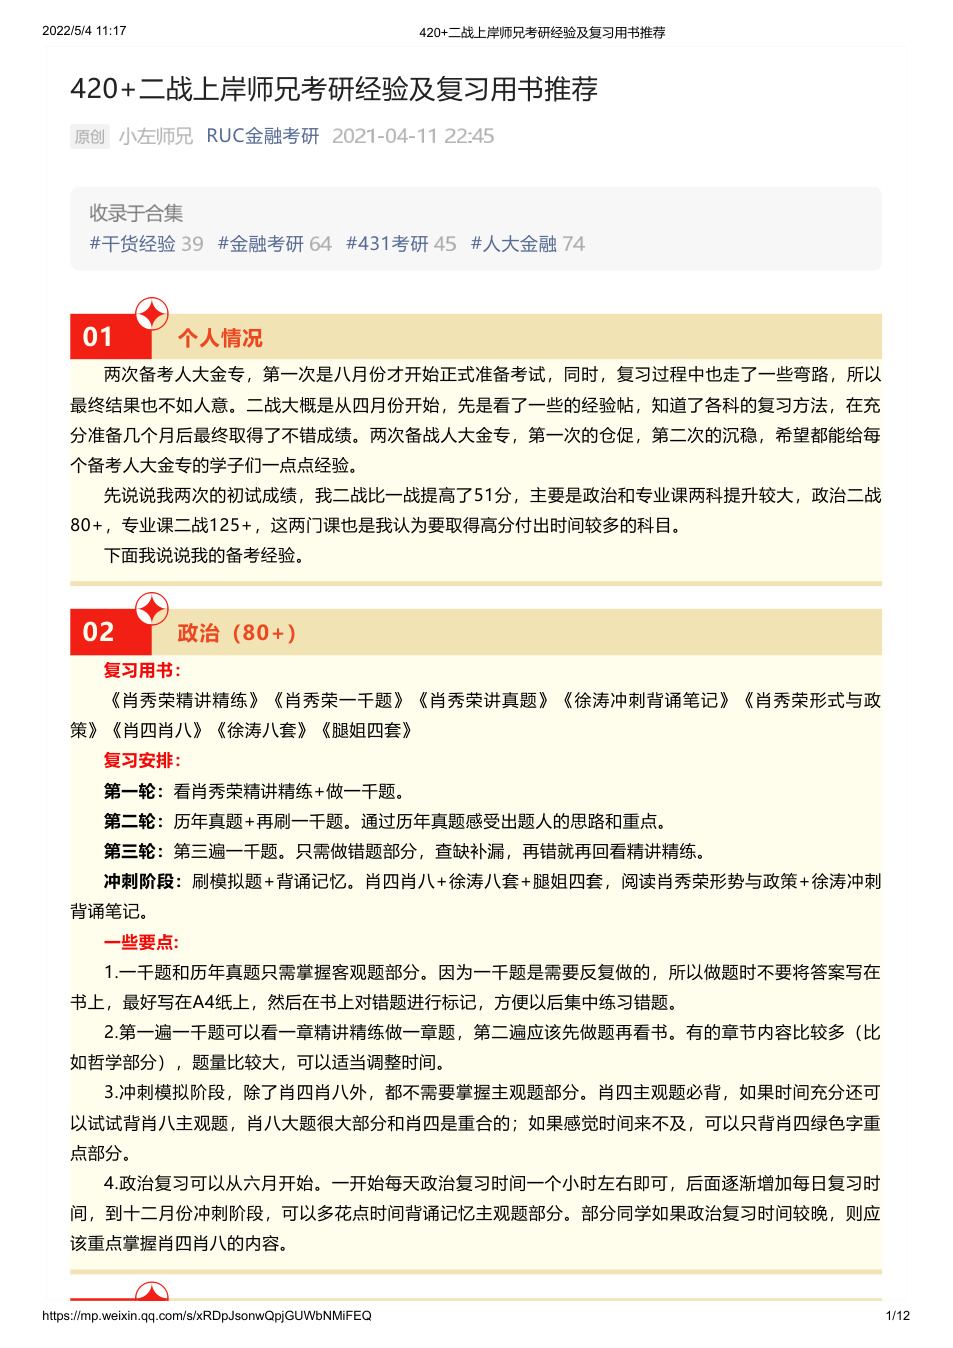 2022/5/4 11:17
420+二战上岸师兄考研经验及复习用书推荐
420+二战上岸师兄考研经验及复习用书推荐
原创 小左师兄 RUC金融考研 2021-04-11 22:45
收录于合集
#干货经验 39 #金融考研 64 #431考研 45 #人大金融 74
01 个人情况
两次备考人大金专，第一次是八月份才开始正式准备考试，同时，复习过程中也走了一些弯路，所以
最终结果也不如人意。二战大概是从四月份开始，先是看了一些的经验帖，知道了各科的复习方法，在充
分准备几个月后最终取得了不错成绩。两次备战人大金专，第一次的仓促，第二次的沉稳，希望都能给每
个备考人大金专的学子们一点点经验。
先说说我两次的初试成绩，我二战比一战提高了51分，主要是政治和专业课两科提升较大，政治二战
80+，专业课二战125+，这两门课也是我认为要取得高分付出时间较多的科目。
下面我说说我的备考经验。
02 政治（80+）
复习用书：
《肖秀荣精讲精练》《肖秀荣一千题》《肖秀荣讲真题》《徐涛冲刺背诵笔记》《肖秀荣形式与政
策》《肖四肖八》《徐涛八套》《腿姐四套》
复习安排：
第一轮：看肖秀荣精讲精练+做一千题。
第二轮：历年真题+再刷一千题。通过历年真题感受出题人的思路和重点。
第三轮：第三遍一千题。只需做错题部分，查缺补漏，再错就再回看精讲精练。
冲刺阶段：刷模拟题+背诵记忆。肖四肖八+徐涛八套+腿姐四套，阅读肖秀荣形势与政策+徐涛冲刺
背诵笔记。
一些要点:
1.一千题和历年真题只需掌握客观题部分。因为一千题是需要反复做的，所以做题时不要将答案写在
书上，最好写在A4纸上，然后在书上对错题进行标记，方便以后集中练习错题。
2.第一遍一千题可以看一章精讲精练做一章题，第二遍应该先做题再看书。有的章节内容比较多（比
如哲学部分），题量比较大，可以适当调整时间。
3.冲刺模拟阶段，除了肖四肖八外，都不需要掌握主观题部分。肖四主观题必背，如果时间充分还可
以试试背肖八主观题，肖八大题很大部分和肖四是重合的；如果感觉时间来不及，可以只背肖四绿色字重
点部分。
4.政治复习可以从六月开始。一开始每天政治复习时间一个小时左右即可，后面逐渐增加每日复习时
间，到十二月份冲刺阶段，可以多花点时间背诵记忆主观题部分。部分同学如果政治复习时间较晚，则应
该重点掌握肖四肖八的内容。
https://mp.weixin.qq.com/s/xRDpJsonwQpjGUWbNMiFEQ
1/12